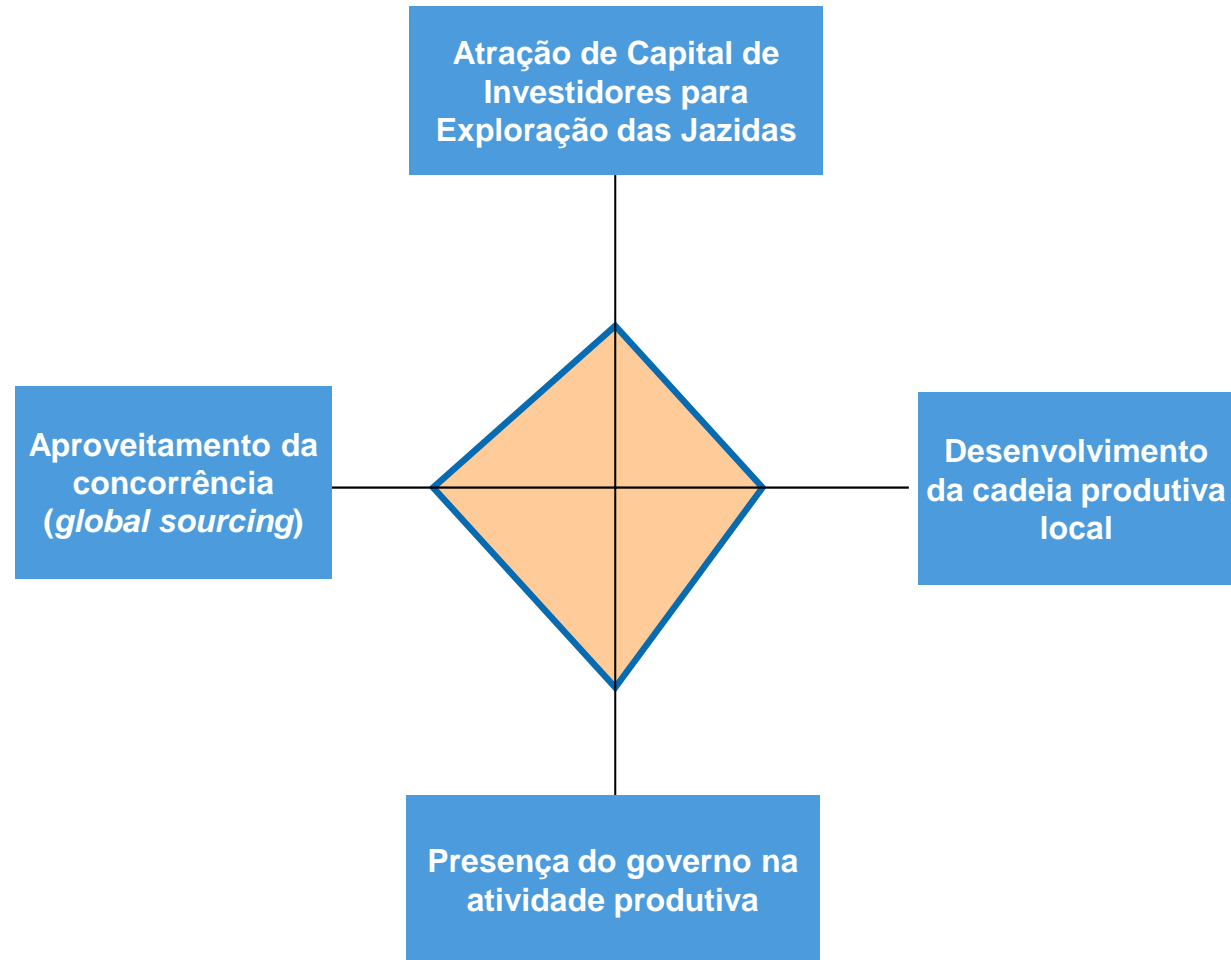 Atração de Capital de
Investidores para
Exploração das Jazidas
Aproveitamento da
concorrência
(global sourcing)
Desenvolvimento
da cadeia produtiva
local
Presença do governo na
atividade produtiva